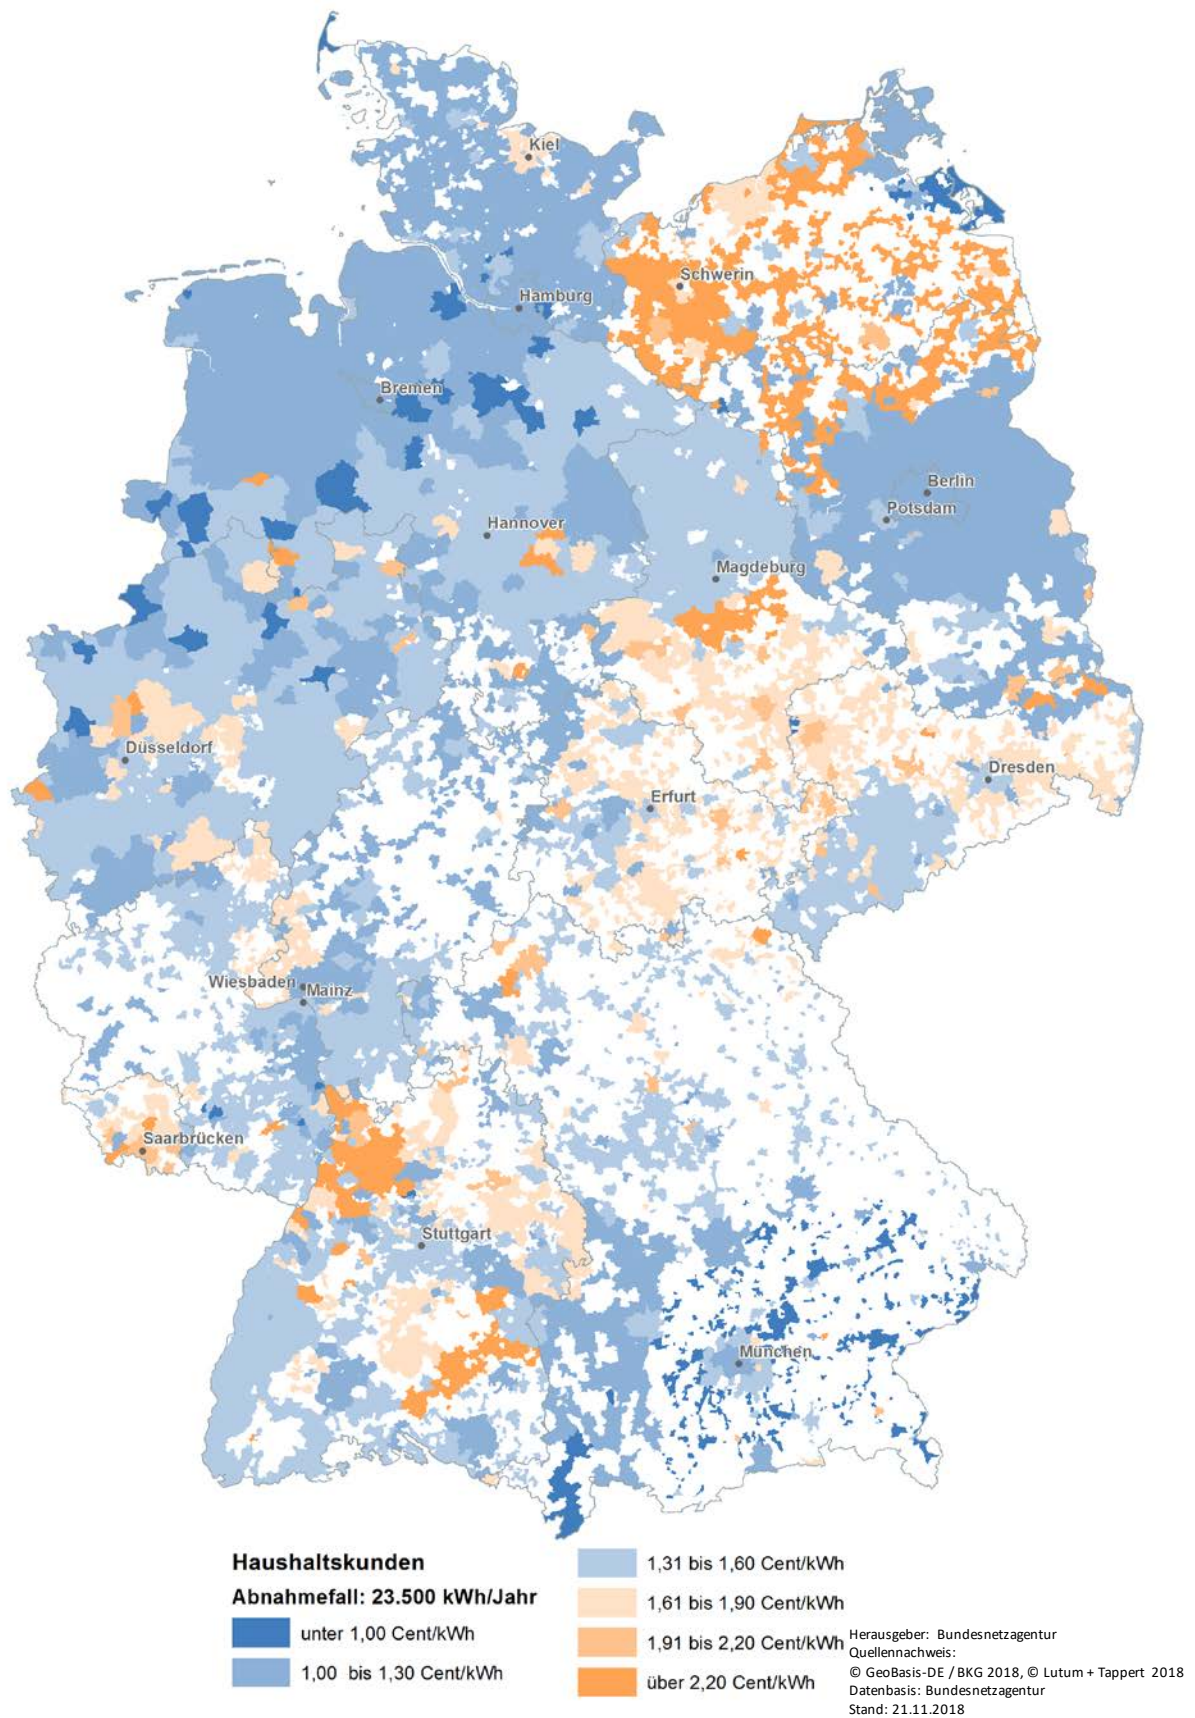 Kiel
Schwerin
Hamburg
Bremen
Berlin
Potsdam
Hannover
Magdeburg
Düsseldorf
Dresden
Erfurt
Wiesbaden
Mainz
Saarbrücken
Stuttgart
München
Haushaltskunden
Abnahmefall: 23.500 kWh/Jahr
unter 1,00 Cent/kWh
1,00 bis 1,30 Cent/kWh
1,31 bis 1,60 Cent/kWh
1,61 bis 1,90 Cent/kWh
1,91 bis 2,20 Cent/kWh
über 2,20 Cent/kWh
Herausgeber: Bundesnetzagentur
Quellennachweis:
© GeoBasis-DE / BKG 2018, © Lutum + Tappert 2018
Datenbasis: Bundesnetzagentur
Stand: 21.11.2018